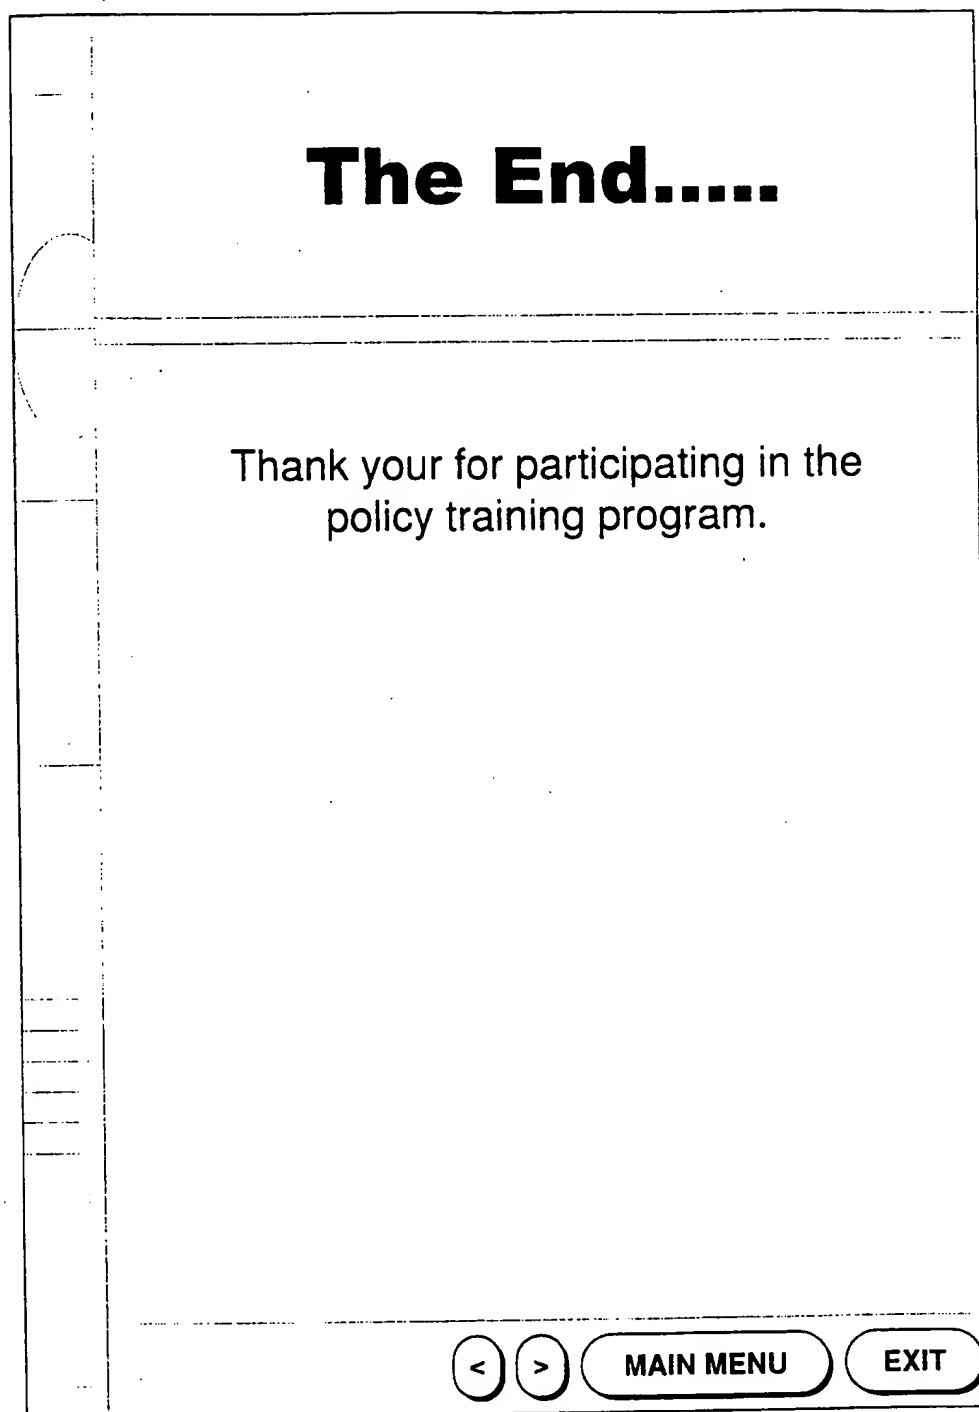 The End.....
Thank your for participating in the
policy training program.
< > MAIN MENU EXIT